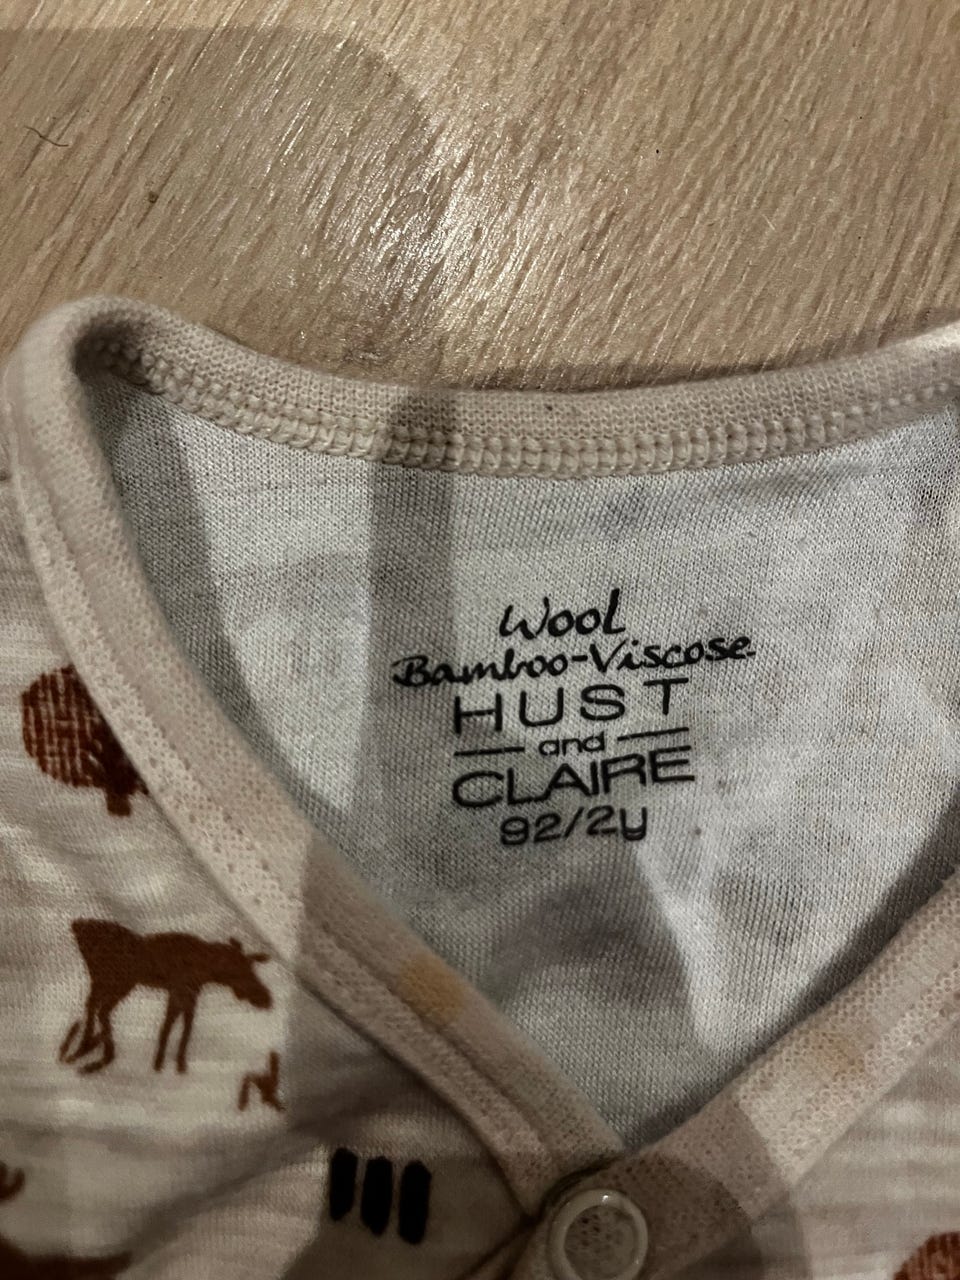 Wool
Bamboo-Viscose
HUST
and
CLAIRE
92/2y